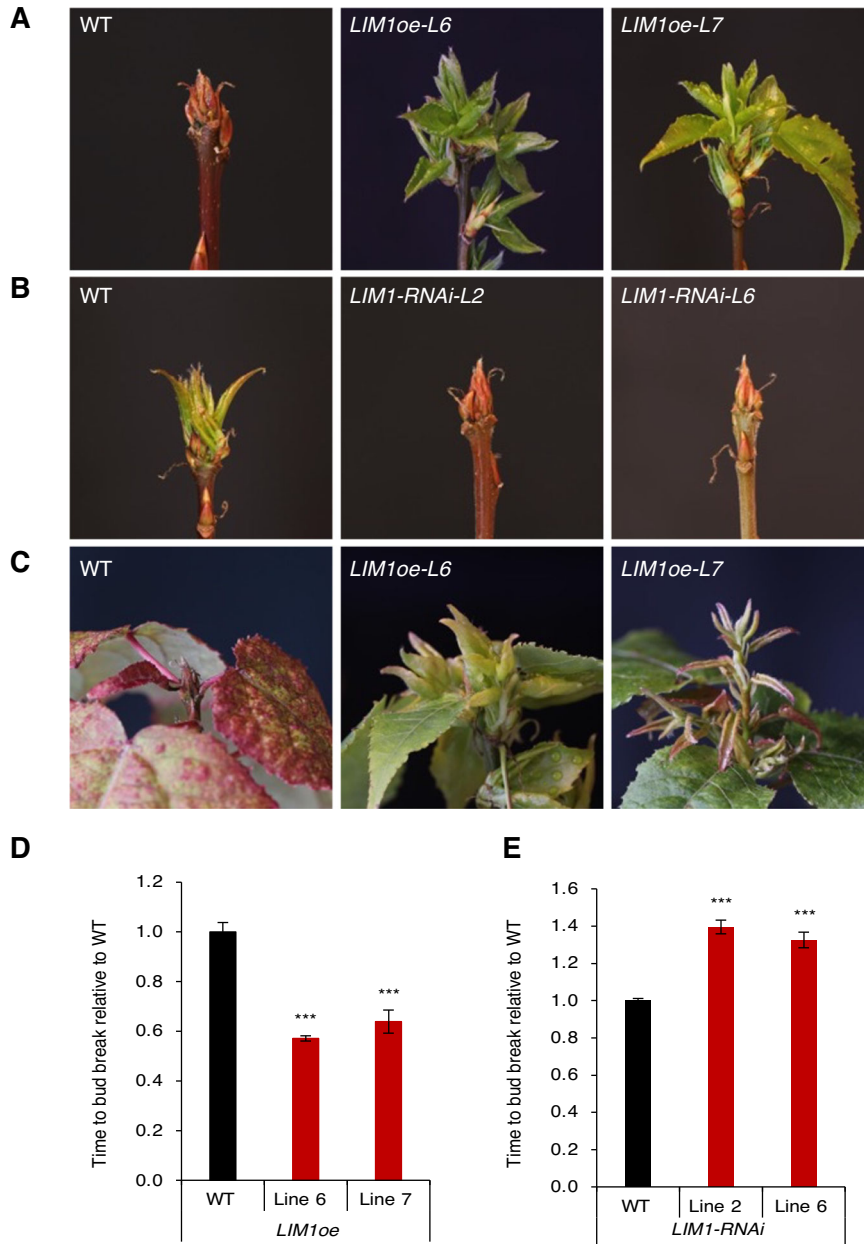 A
WT
LIM1oe-L6
LIM1oe-L7
B
WT
LIM1-RNAi-L2
LIM1-RNAi-L6
C
WT
LIM1oe-L6
LIM1oe-L7
D
Time to bud break relative to WT
1.2
1.0
0.8
0.6
0.4
0.2
0.0
***
***
WT
Line 6
Line 7
LIM1oe
E
Time to bud break relative to WT
1.6
1.4
1.2
1.0
0.8
0.6
0.4
0.2
0.0
***
***
WT
Line 2
Line 6
LIM1-RNAi